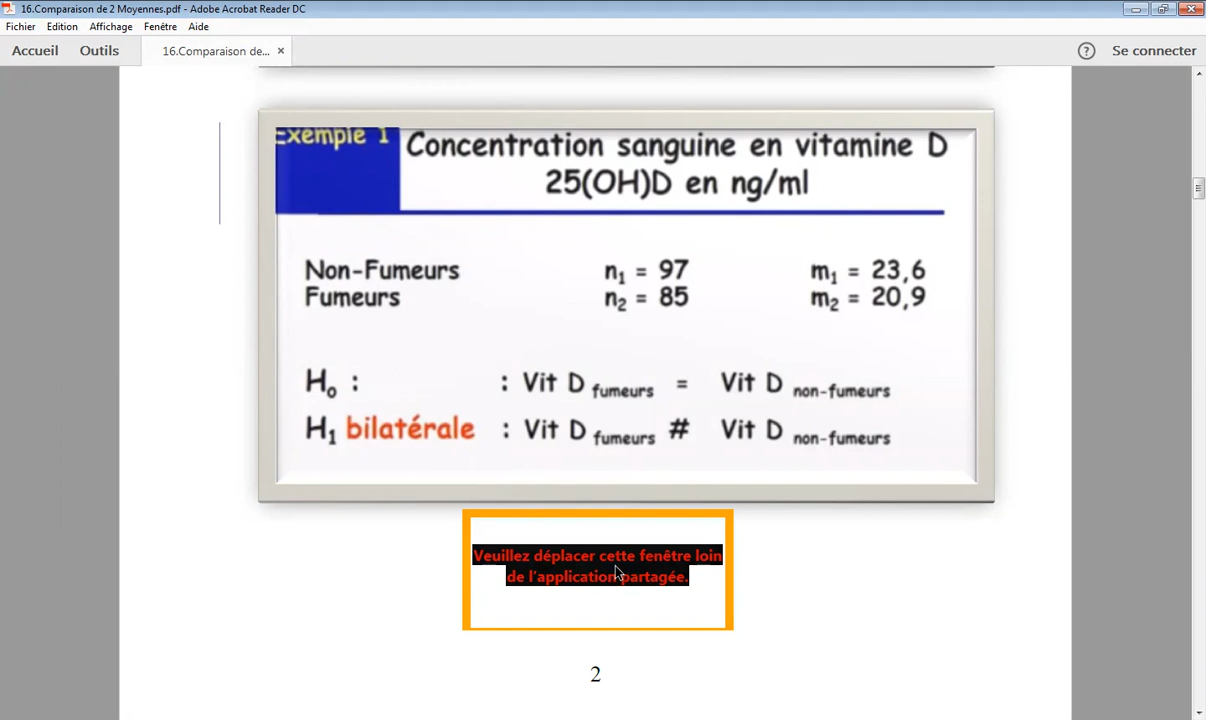 16.Comparaison de 2 Moyennes.pdf - Adobe Acrobat Reader DC
Fichier Edition Affichage Fenêtre Aide
Accueil Outils 16.Comparaison de... × ? Se connecter
Exemple 1 Concentration sanguine en vitamine D
25(OH)D en ng/ml
Non-Fumeurs n1 = 97 m1 = 23,6
Fumeurs n2 = 85 m2 = 20,9
Ho : : Vit D fumeurs = Vit D non-fumeurs
H1 bilatérale : Vit D fumeurs # Vit D non-fumeurs
Veuillez déplacer cette fenêtre loin
de l'application partagée.
2